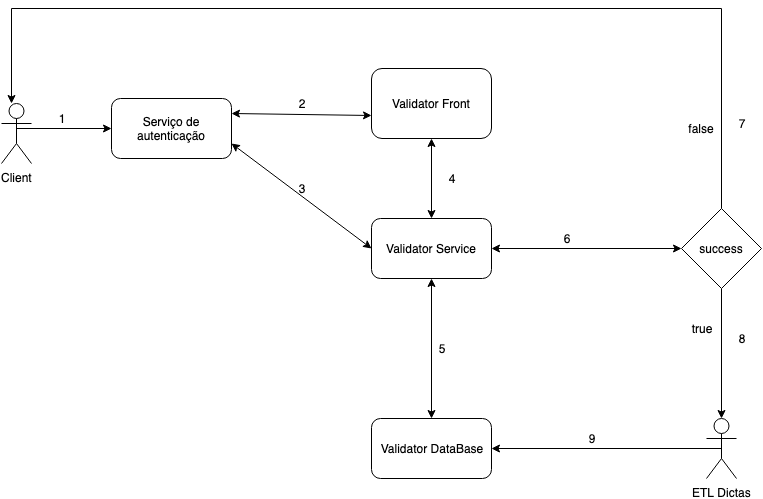 1
2
3
4
5
6
7
8
9
Client
Serviço de
autenticação
Validator Front
Validator Service
success
false
true
Validator DataBase
ETL Dictas